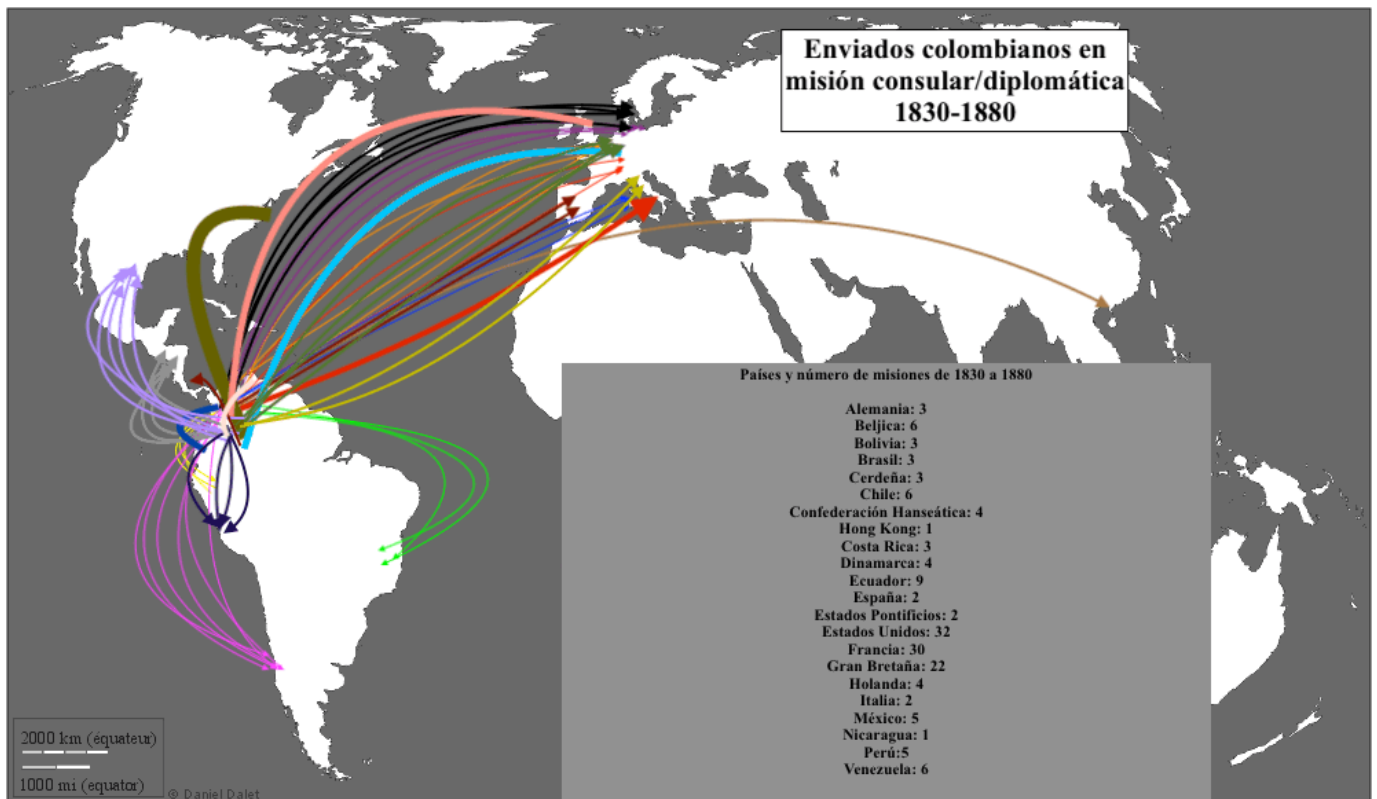 Enviados colombianos en
misión consular/diplomática
1830-1880
Países y número de misiones de 1830 a 1880
Alemania: 3
Beljica: 6
Bolivia: 3
Brasil: 3
Cerdeña: 3
Chile: 6
Confederación Hanseática: 4
Hong Kong: 1
Costa Rica: 3
Dinamarca: 4
Ecuador: 9
España: 2
Estados Pontificios: 2
Estados Unidos: 32
Francia: 30
Gran Bretaña: 22
Holanda: 4
Italia: 2
México: 5
Nicaragua: 1
Perú:5
Venezuela: 6
2000 km (équateur)
1000 mi (equator)
© Daniel Dalet